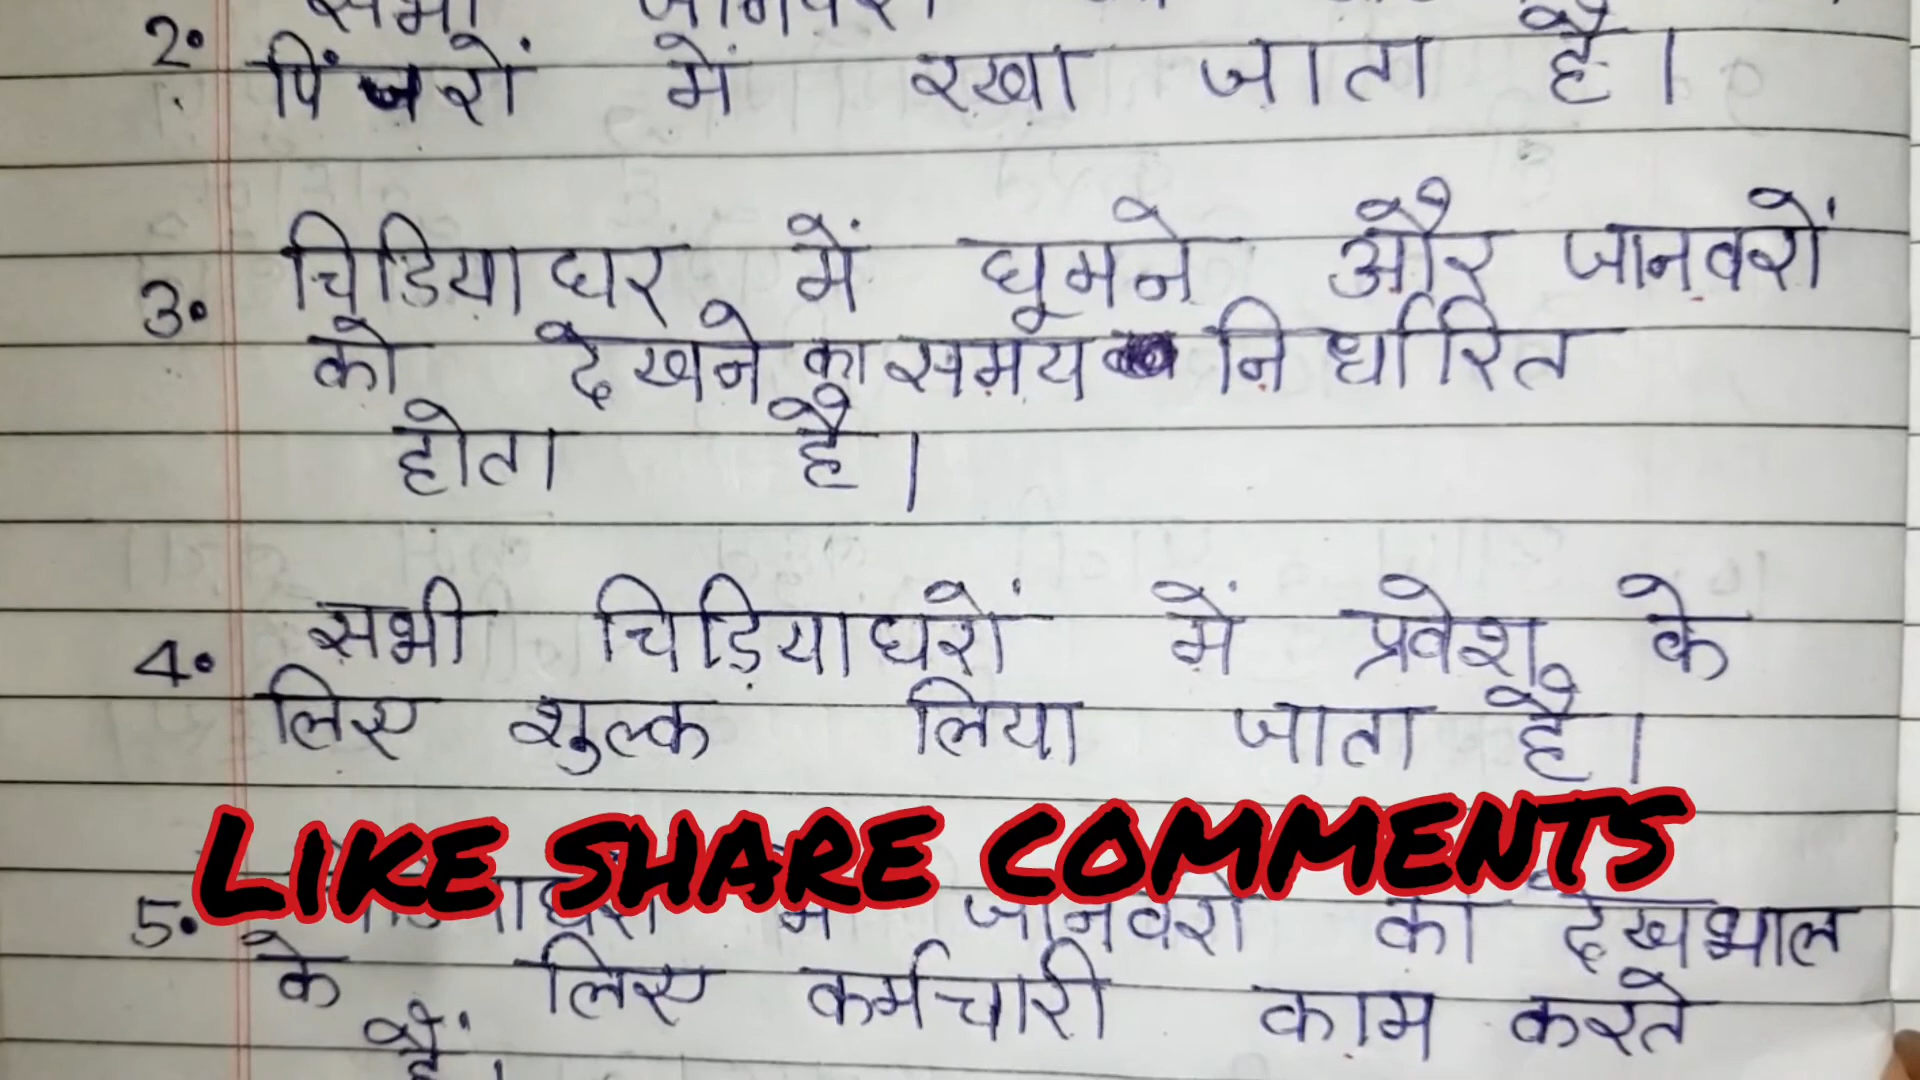 2. सभी
पिंजरों में रखा जाता है।
3. चिडियाघर में घूमने और जानवरों
को देखने का समय निर्धारित
होता है।
4. सभी चिड़ियाघरों में प्रवेश के
लिए शुल्क लिया जाता है।
LIKE SHARE COMMENTS
5. में जानवरों की देखभाल
के लिए कर्मचारी काम करते
हैं।